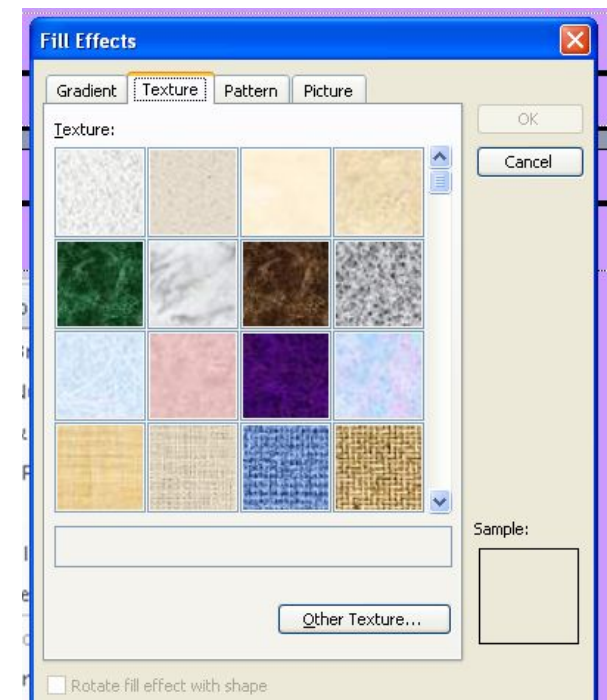 Fill Effects
Gradient Texture Pattern Picture
OK
Texture:
Cancel
Sample:
Other Texture...
Rotate fill effect with shape